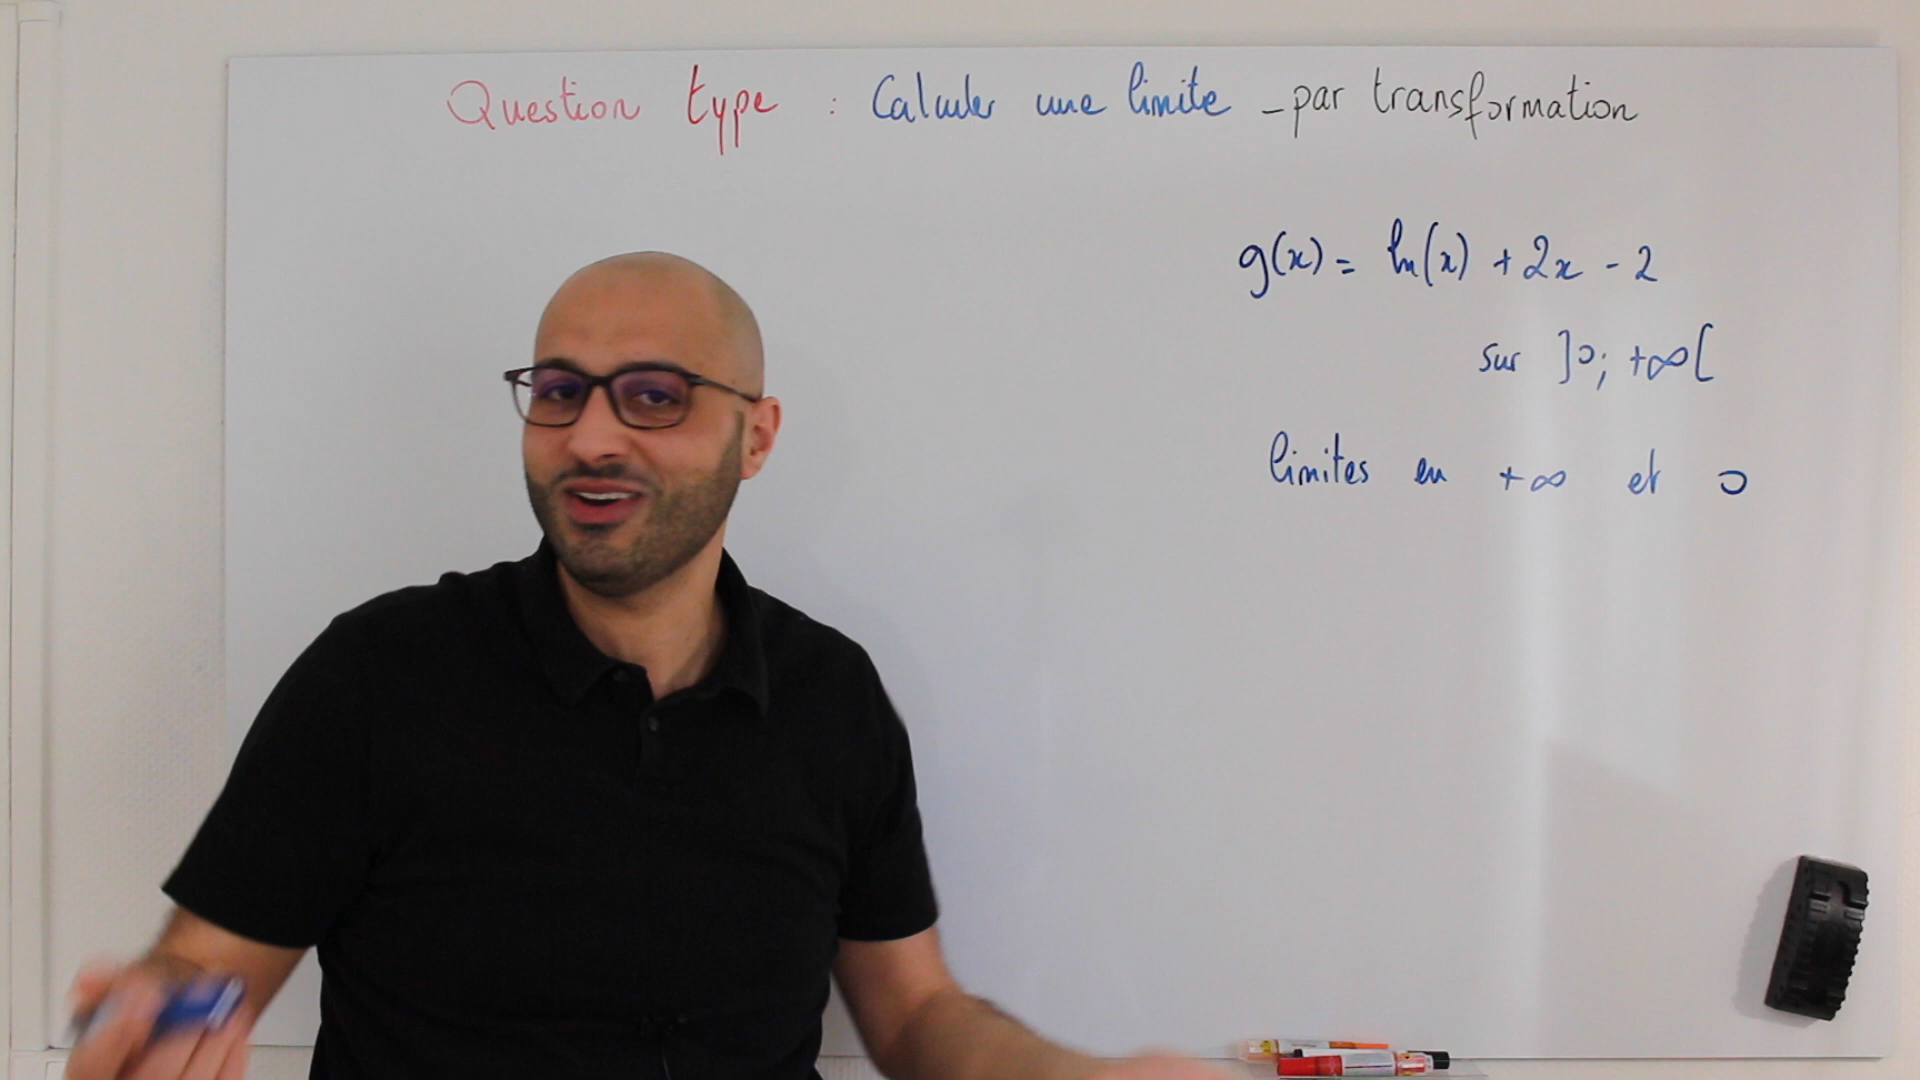 Question type : Calculer une limite - par transformation
g(x) = ln(x) + 2x - 2
sur ]0; +∞[
limites en +∞ et 0